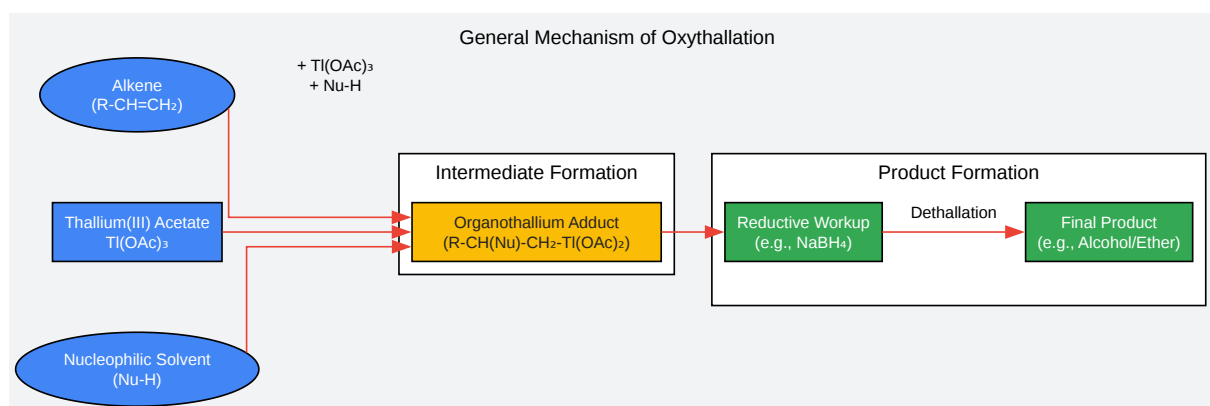 General Mechanism of Oxythallation
+ Tl(OAc)₃
+ Nu-H
Alkene
(R-CH=CH₂)
Thallium(III) Acetate
Tl(OAc)₃
Nucleophilic Solvent
(Nu-H)
Intermediate Formation
Organothallium Adduct
(R-CH(Nu)-CH₂-Tl(OAc)₂)
Product Formation
Reductive Workup
(e.g., NaBH₄)
Dethallation
Final Product
(e.g., Alcohol/Ether)